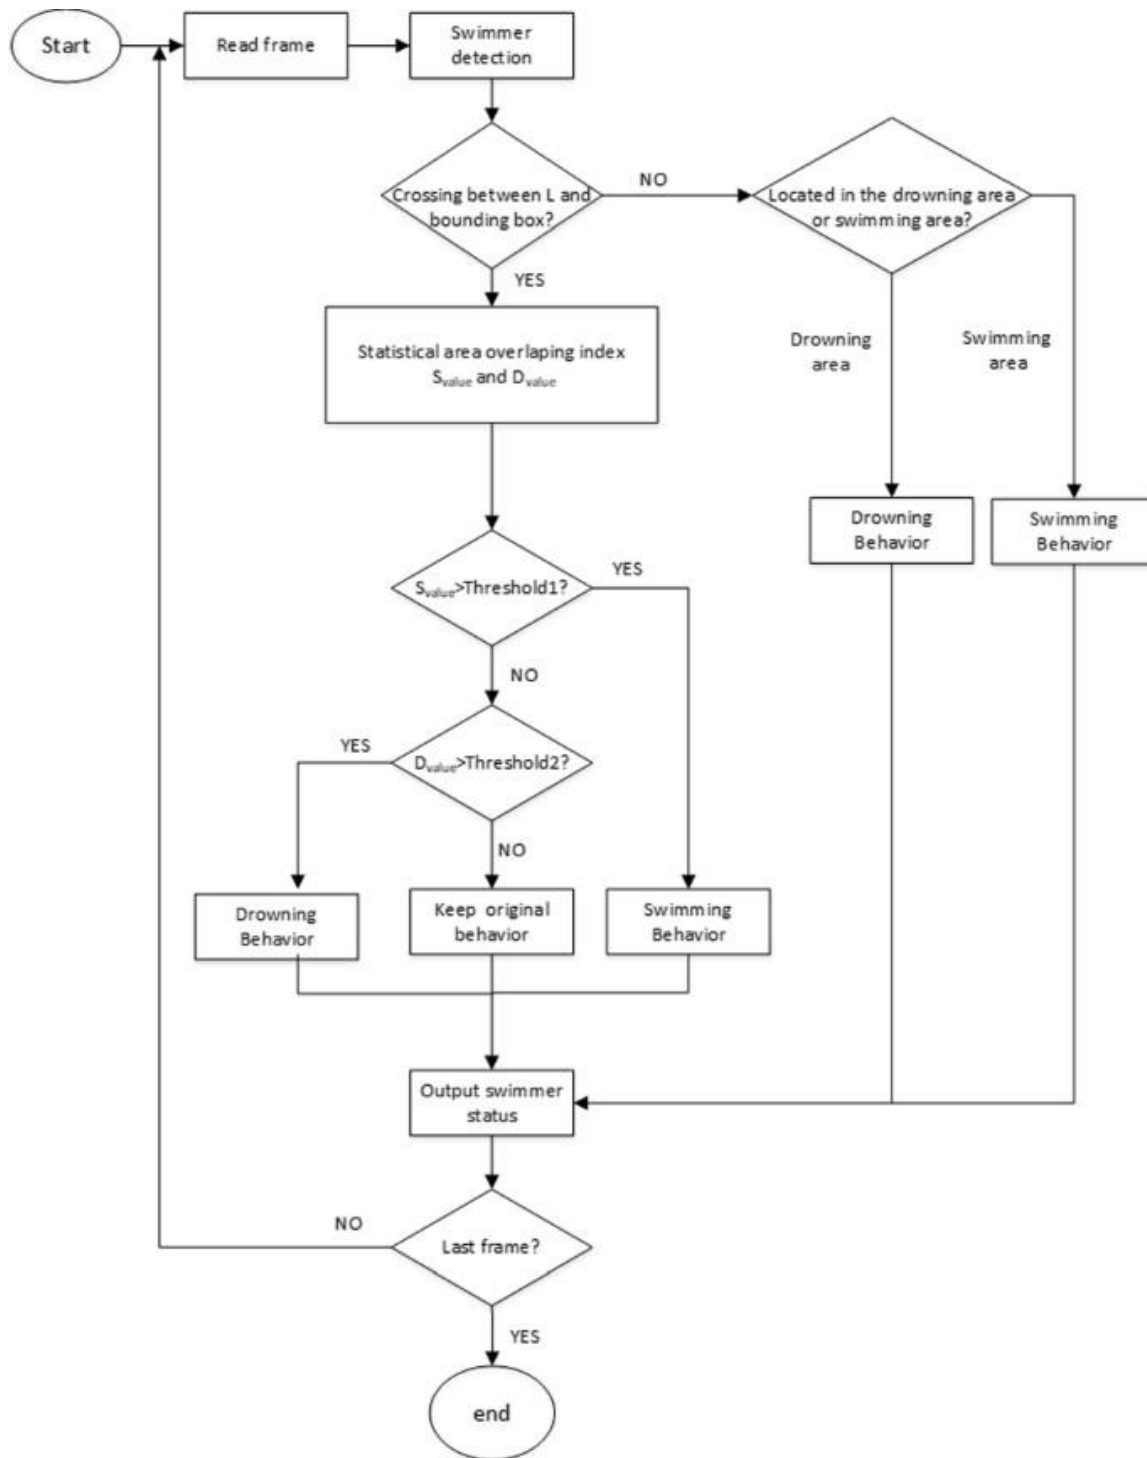 Start
Read frame
Swimmer
detection
Crossing between L and
bounding box?
NO
Located in the drowning area
or swimming area?
YES
Statistical area overlaping index
Svalue and Dvalue
Drowning
area
Swimming
area
Drowning
Behavior
Swimming
Behavior
Svalue>Threshold1?
YES
NO
YES
Dvalue>Threshold2?
NO
Drowning
Behavior
Keep original
behavior
Swimming
Behavior
Output swimmer
status
NO
Last frame?
YES
end